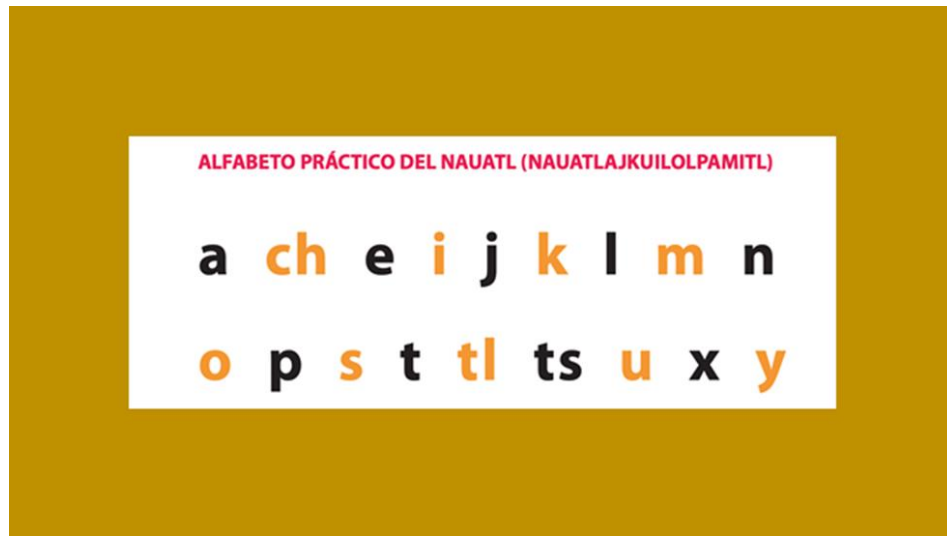 ALFABETO PRÁCTICO DEL NAUATL (NAUATLAJKUILOLPAMITL)
a ch e i j k l m n
o p s t tl ts u x y